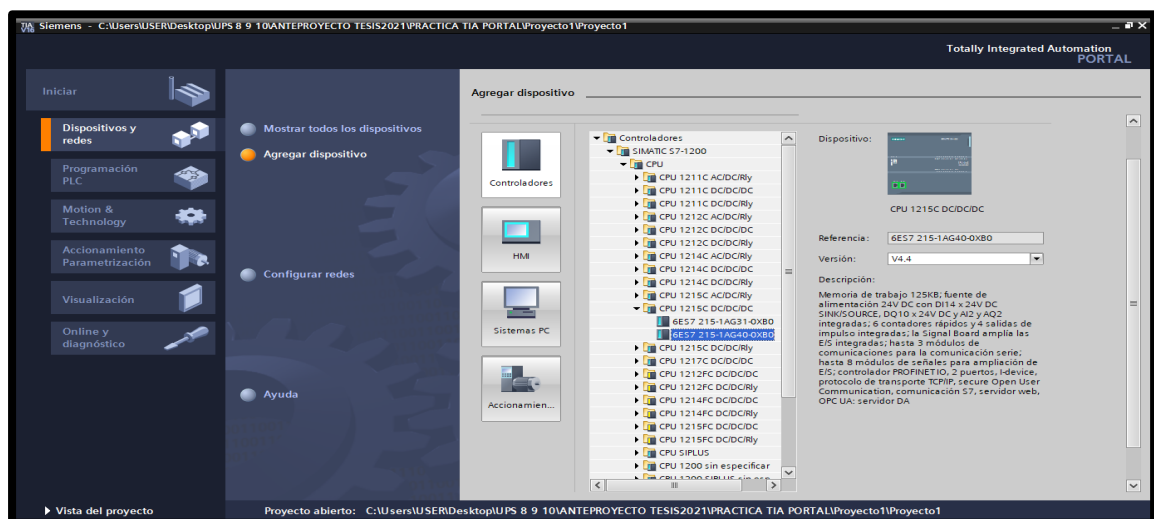 Siemens - C:\Users\USER\Desktop\UPS 8 9 10\ANTEPROYECTO TESIS2021\PRACTICA TIA PORTAL\Proyecto1\Proyecto1
Totally Integrated Automation
PORTAL
Iniciar
Dispositivos y
redes
Programación
PLC
Motion &
Technology
Accionamiento
Parametrización
Visualización
Online y
diagnóstico
Mostrar todos los dispositivos
Agregar dispositivo
Configurar redes
Ayuda
Agregar dispositivo
Controladores
HMI
Sistemas PC
Accionamien...
Controladores
SIMATIC S7-1200
CPU
CPU 1211C AC/DC/Rly
CPU 1211C DC/DC/DC
CPU 1211C DC/DC/Rly
CPU 1212C AC/DC/Rly
CPU 1212C DC/DC/DC
CPU 1212C DC/DC/Rly
CPU 1214C AC/DC/Rly
CPU 1214C DC/DC/DC
CPU 1214C DC/DC/Rly
CPU 1215C AC/DC/Rly
CPU 1215C DC/DC/DC
6ES7 215-1AG31-0XB0
6ES7 215-1AG40-0XB0
CPU 1215C DC/DC/Rly
CPU 1217C DC/DC/DC
CPU 1212FC DC/DC/DC
CPU 1212FC DC/DC/Rly
CPU 1214FC DC/DC/DC
CPU 1214FC DC/DC/Rly
CPU 1215FC DC/DC/DC
CPU 1215FC DC/DC/Rly
CPU SIPLUS
CPU 1200 sin especificar
CPU 1200 SIPLUS sin esp
Dispositivo:
CPU 1215C DC/DC/DC
Referencia: 6ES7 215-1AG40-0XB0
Versión: V4.4
Descripción:
Memoria de trabajo 125KB; fuente de
alimentación 24V DC con DI14 x 24V DC
SINK/SOURCE, DQ10 x 24V DC y AI2 y AQ2
integradas; 6 contadores rápidos y 4 salidas de
impulso integradas; la Signal Board amplía las
E/S integradas; hasta 3 módulos de
comunicaciones para la comunicación serie;
hasta 8 módulos de señales para ampliación de
E/S; controlador PROFINET IO, 2 puertos, I-device,
protocolo de transporte TCP/IP, secure Open User
Communication, comunicación S7, servidor web,
OPC UA: servidor DA
Vista del proyecto
Proyecto abierto: C:\Users\USER\Desktop\UPS 8 9 10\ANTEPROYECTO TESIS2021\PRACTICA TIA PORTAL\Proyecto1\Proyecto1